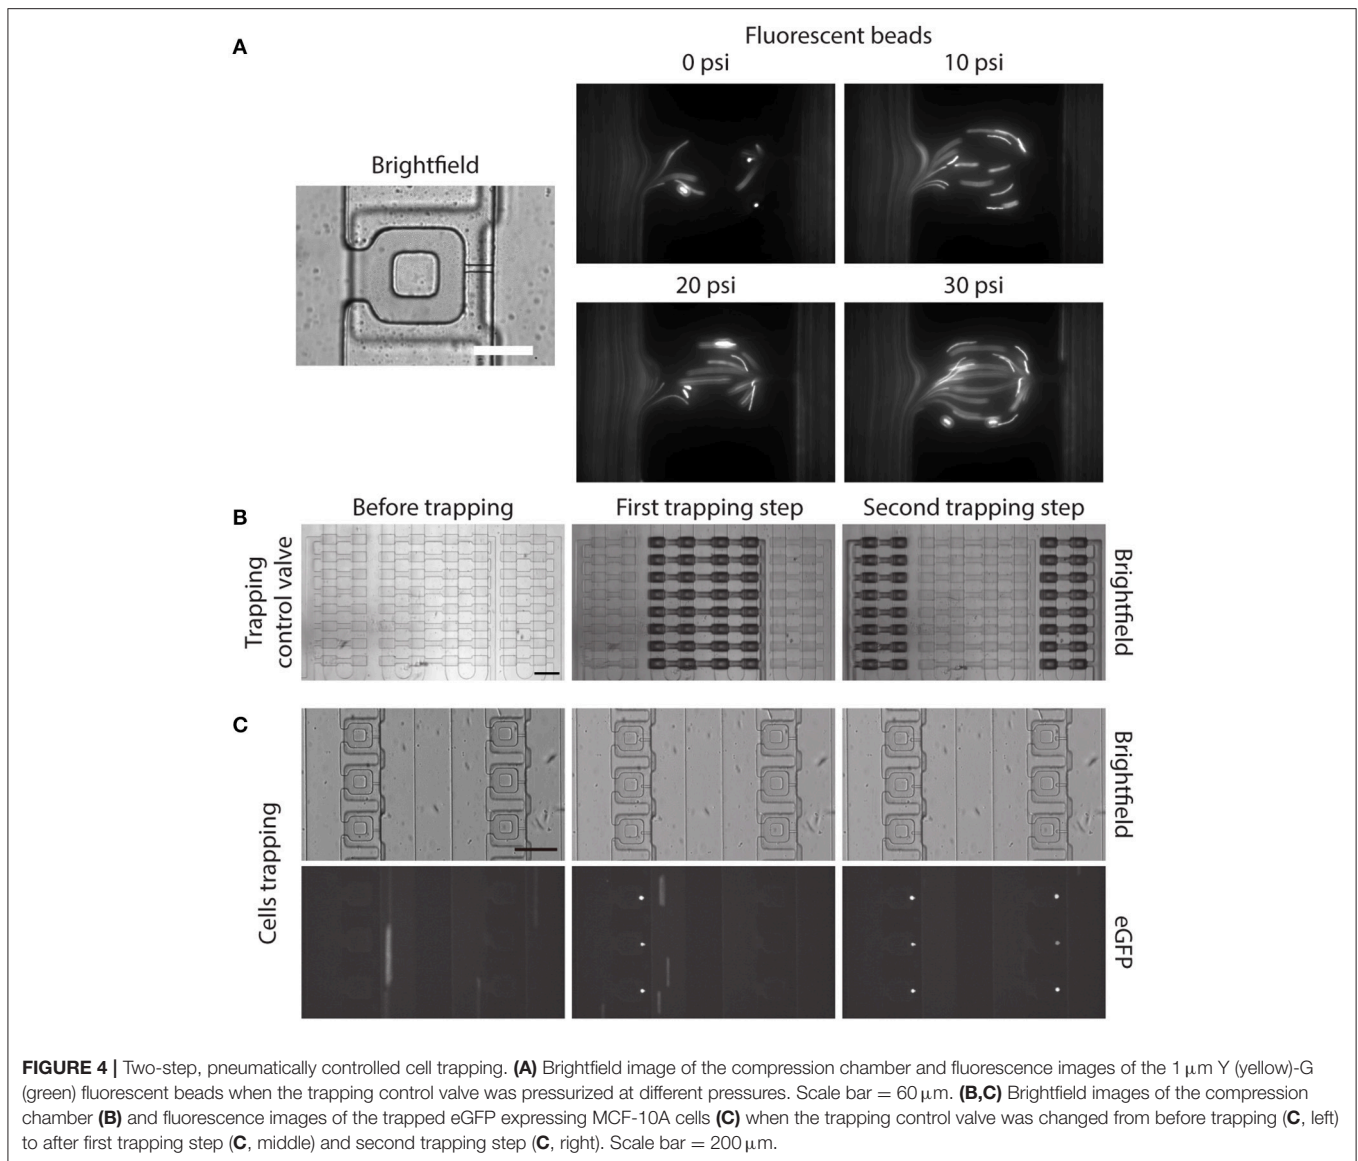 A
Fluorescent beads
0 psi
10 psi
Brightfield
20 psi
30 psi
B
Before trapping
First trapping step
Second trapping step
Trapping
control valve
Brightfield
C
Cells trapping
Brightfield
eGFP
FIGURE 4 | Two-step, pneumatically controlled cell trapping. (A) Brightfield image of the compression chamber and fluorescence images of the 1 μm Y (yellow)-G
(green) fluorescent beads when the trapping control valve was pressurized at different pressures. Scale bar = 60 μm. (B,C) Brightfield images of the compression
chamber (B) and fluorescence images of the trapped eGFP expressing MCF-10A cells (C) when the trapping control valve was changed from before trapping (C, left)
to after first trapping step (C, middle) and second trapping step (C, right). Scale bar = 200 μm.